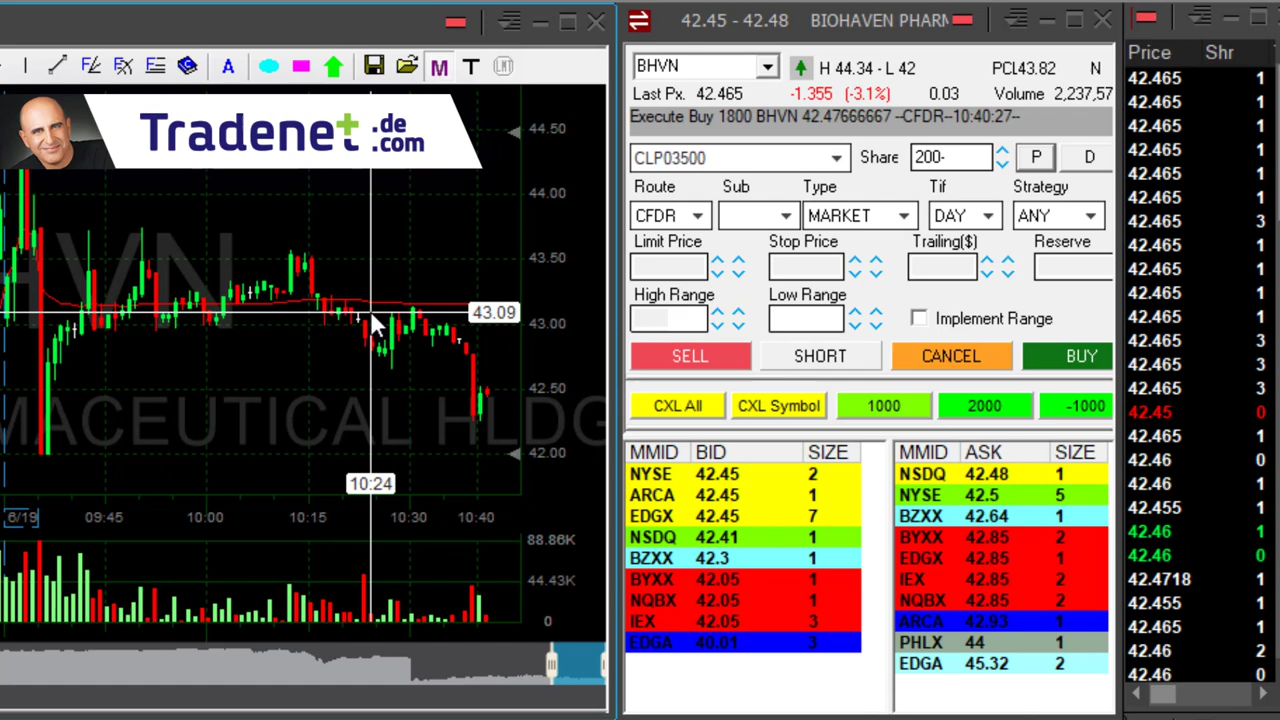 Tradenet .de
.com
A
M T
44.50
44.00
43.50
43.00
42.50
42.00
43.09
10:24
HVN
MACEUTICAL HLDG
6/19 09:45 10:00 10:15 10:30 10:40
88.86K
44.43K
0
42.45 - 42.48 BIOHAVEN PHARM
BHVN H 44.34 - L 42 PCL43.82 N
Last Px. 42.465 -1.355 (-3.1%) 0.03 Volume 2,237,57
Execute Buy 1800 BHVN 42.47666667 --CFDR--10:40:27--
CLP03500 Share 200- P D
Route Sub Type Tif Strategy
CFDR MARKET DAY ANY
Limit Price Stop Price Trailing($) Reserve
High Range Low Range Implement Range
SELL SHORT CANCEL BUY
CXL All CXL Symbol 1000 2000 -1000
MMID BID SIZE
NYSE 42.45 2
ARCA 42.45 1
EDGX 42.45 7
NSDQ 42.41 1
BZXX 42.3 1
BYXX 42.05 1
NQBX 42.05 1
IEX 42.05 3
EDGA 40.01 3
MMID ASK SIZE
NSDQ 42.48 1
NYSE 42.5 5
BZXX 42.64 1
BYXX 42.85 2
EDGX 42.85 1
IEX 42.85 2
NQBX 42.85 2
ARCA 42.93 1
PHLX 44 1
EDGA 45.32 2
Price Shr
42.465 1
42.465 1
42.465 1
42.465 1
42.465 1
42.465 1
42.465 3
42.465 1
42.465 1
42.465 1
42.465 1
42.465 3
42.465 3
42.465 3
42.45 0
42.465 1
42.46 0
42.46 1
42.455 1
42.46 1
42.46 0
42.4718 1
42.455 1
42.465 1
42.46 2
42.46 0